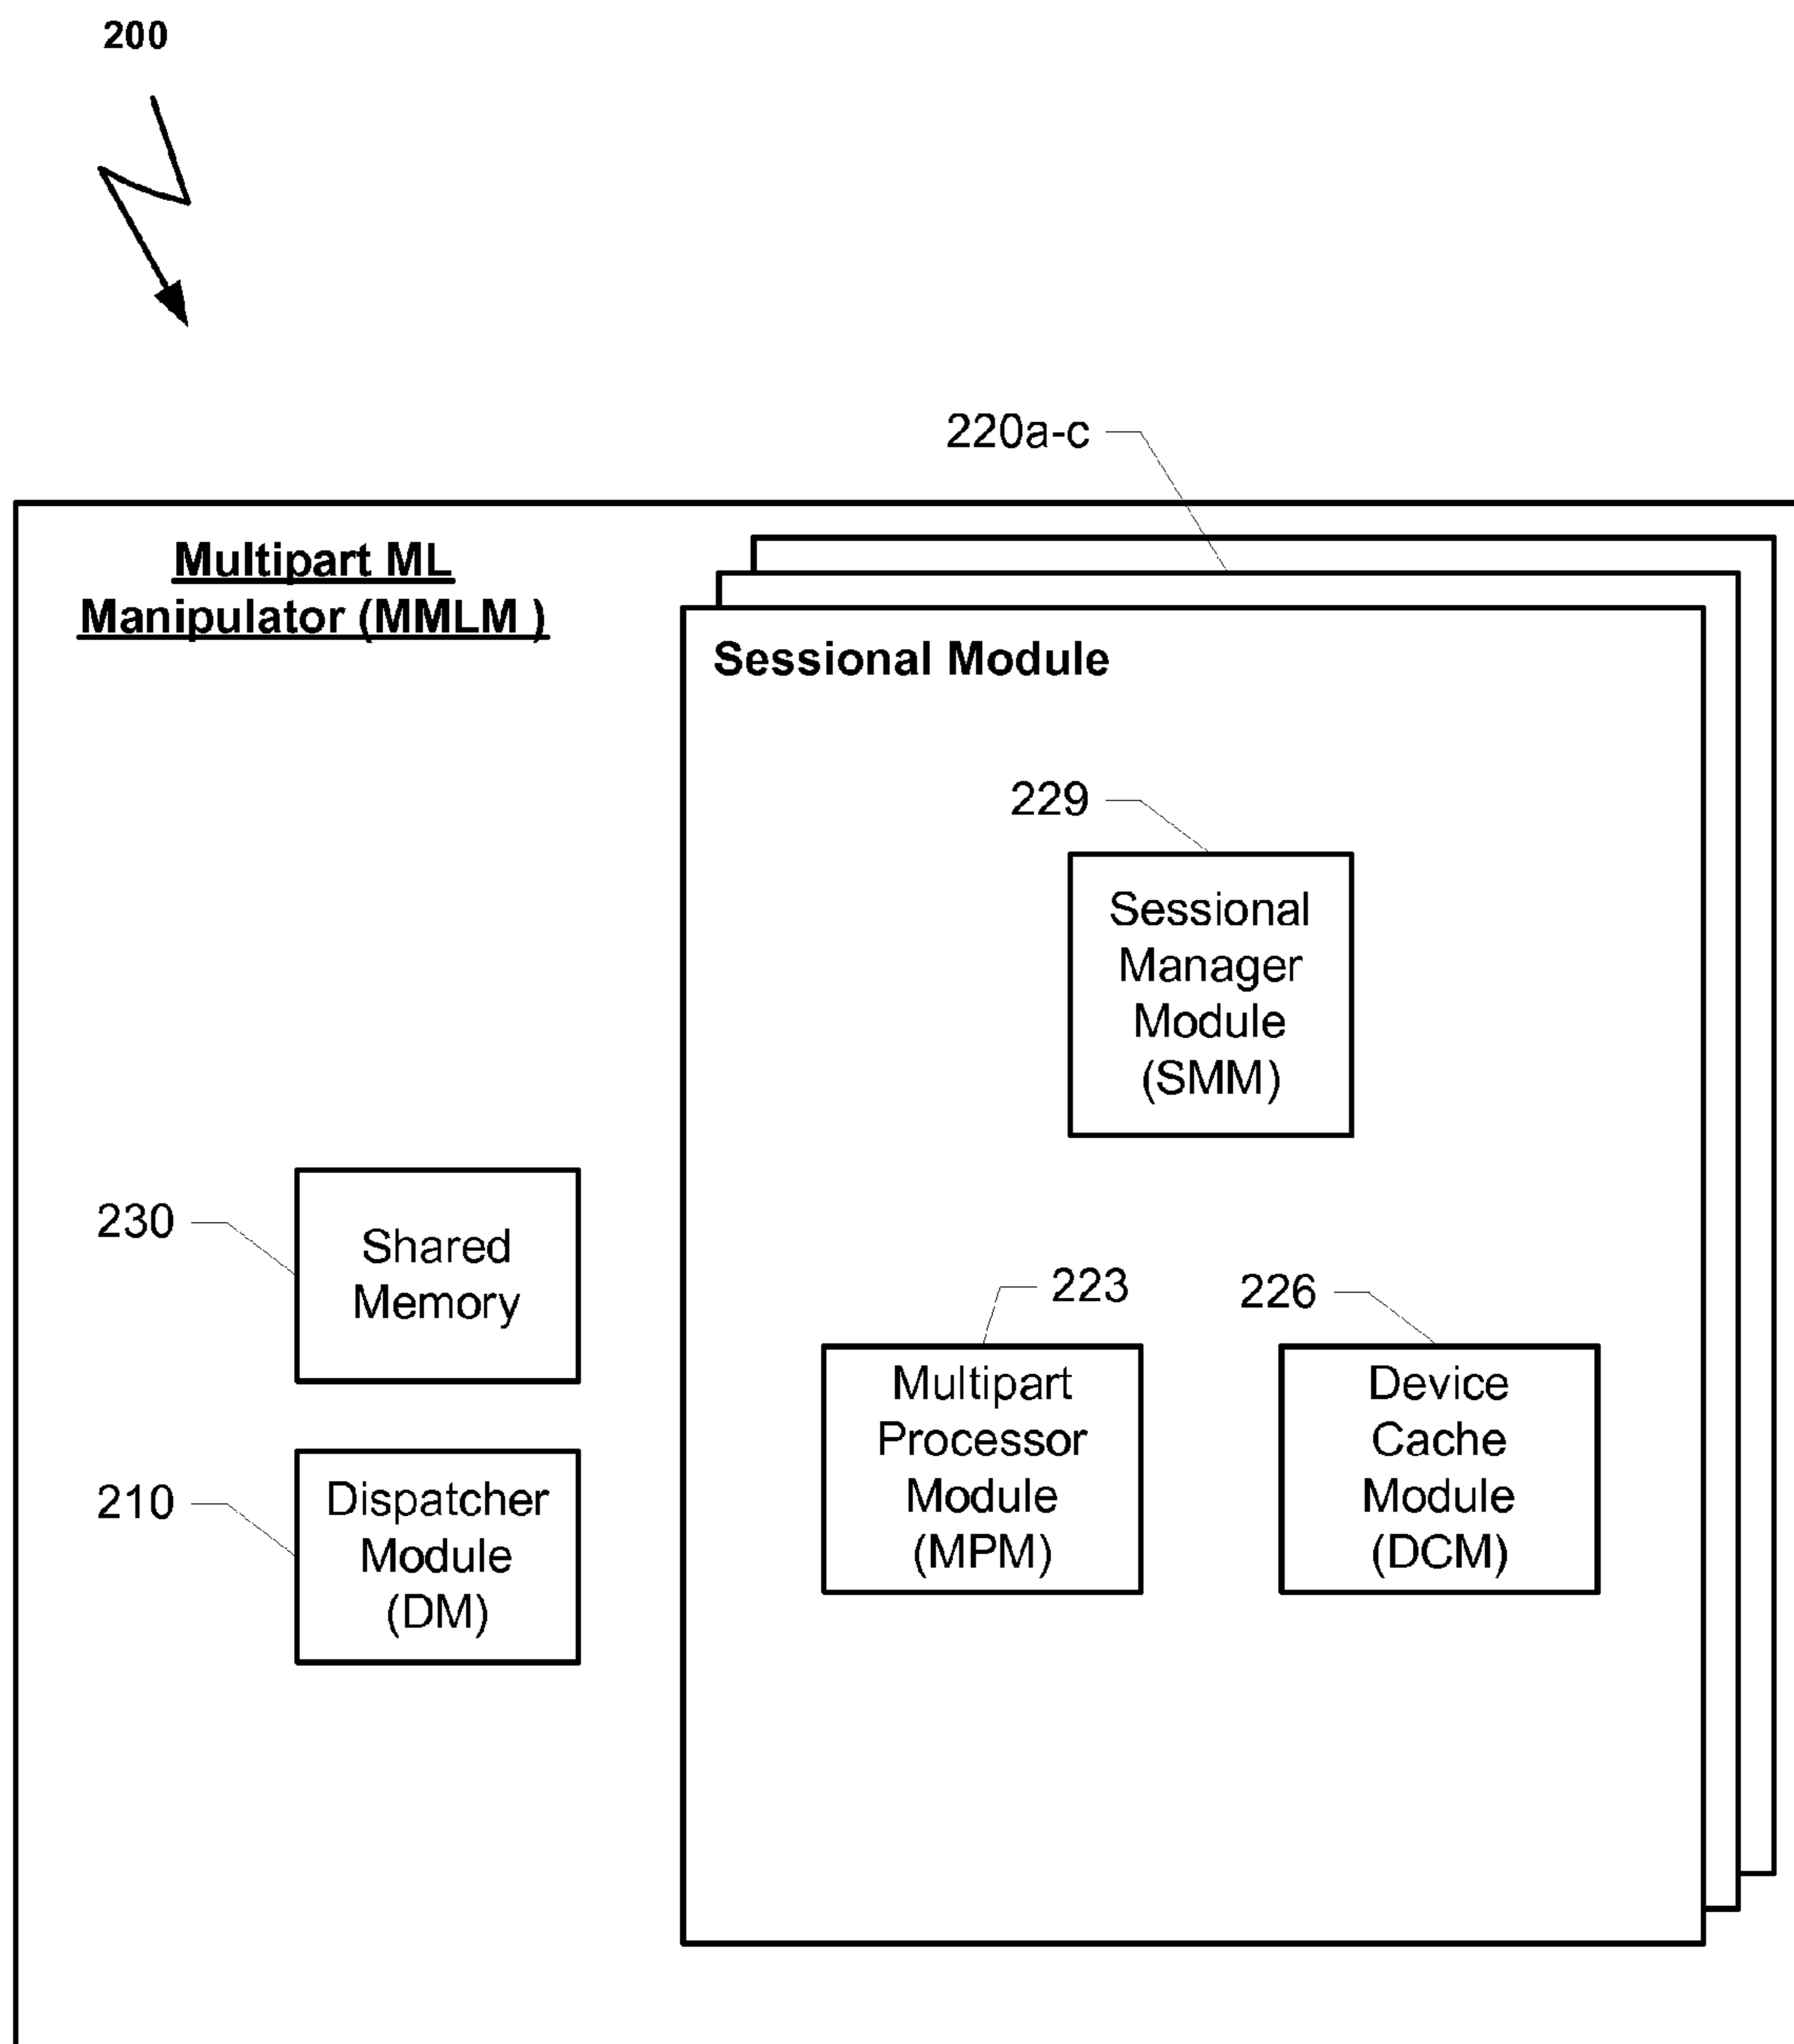 200
220a-c
Multipart ML
Manipulator (MMLM )
Sessional Module
229
Sessional
Manager
Module
(SMM)
230
Shared
Memory
223
Multipart
Processor
Module
(MPM)
226
Device
Cache
Module
(DCM)
210
Dispatcher
Module
(DM)